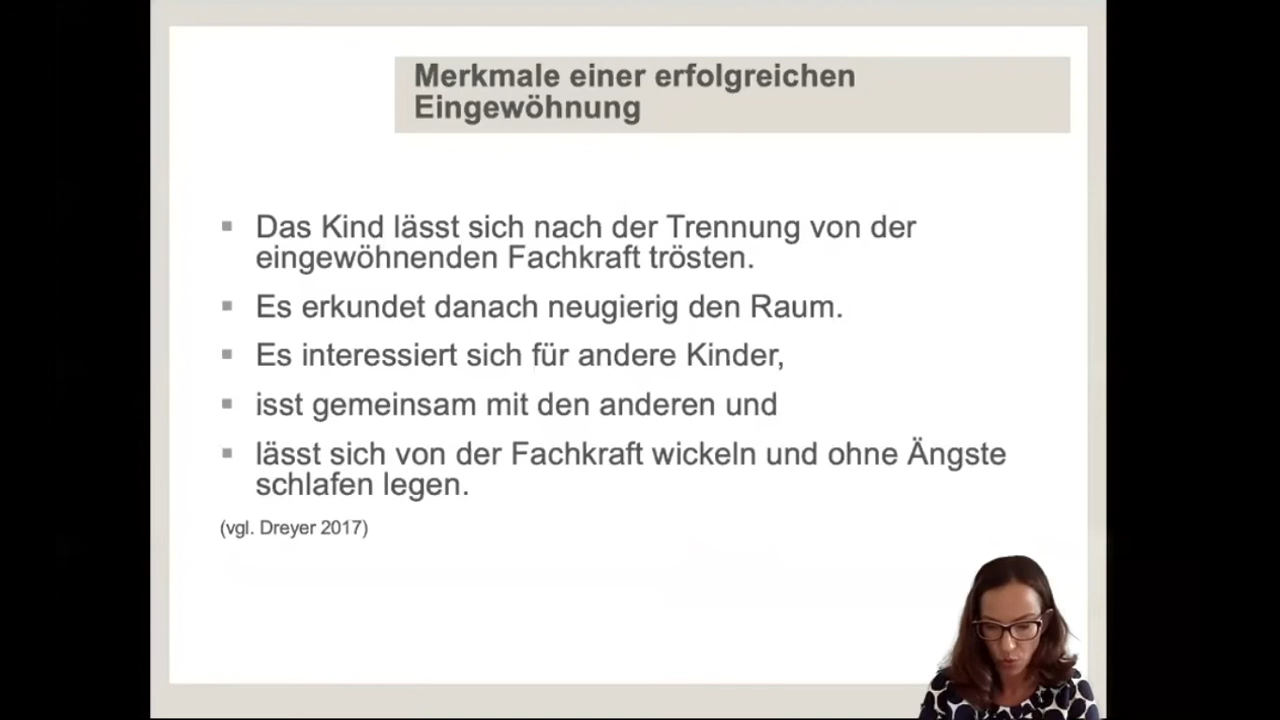 Merkmale einer erfolgreichen
Eingewöhnung
▪ Das Kind lässt sich nach der Trennung von der
eingewöhnenden Fachkraft trösten.
▪ Es erkundet danach neugierig den Raum.
▪ Es interessiert sich für andere Kinder,
▪ isst gemeinsam mit den anderen und
▪ lässt sich von der Fachkraft wickeln und ohne Ängste
schlafen legen.
(vgl. Dreyer 2017)